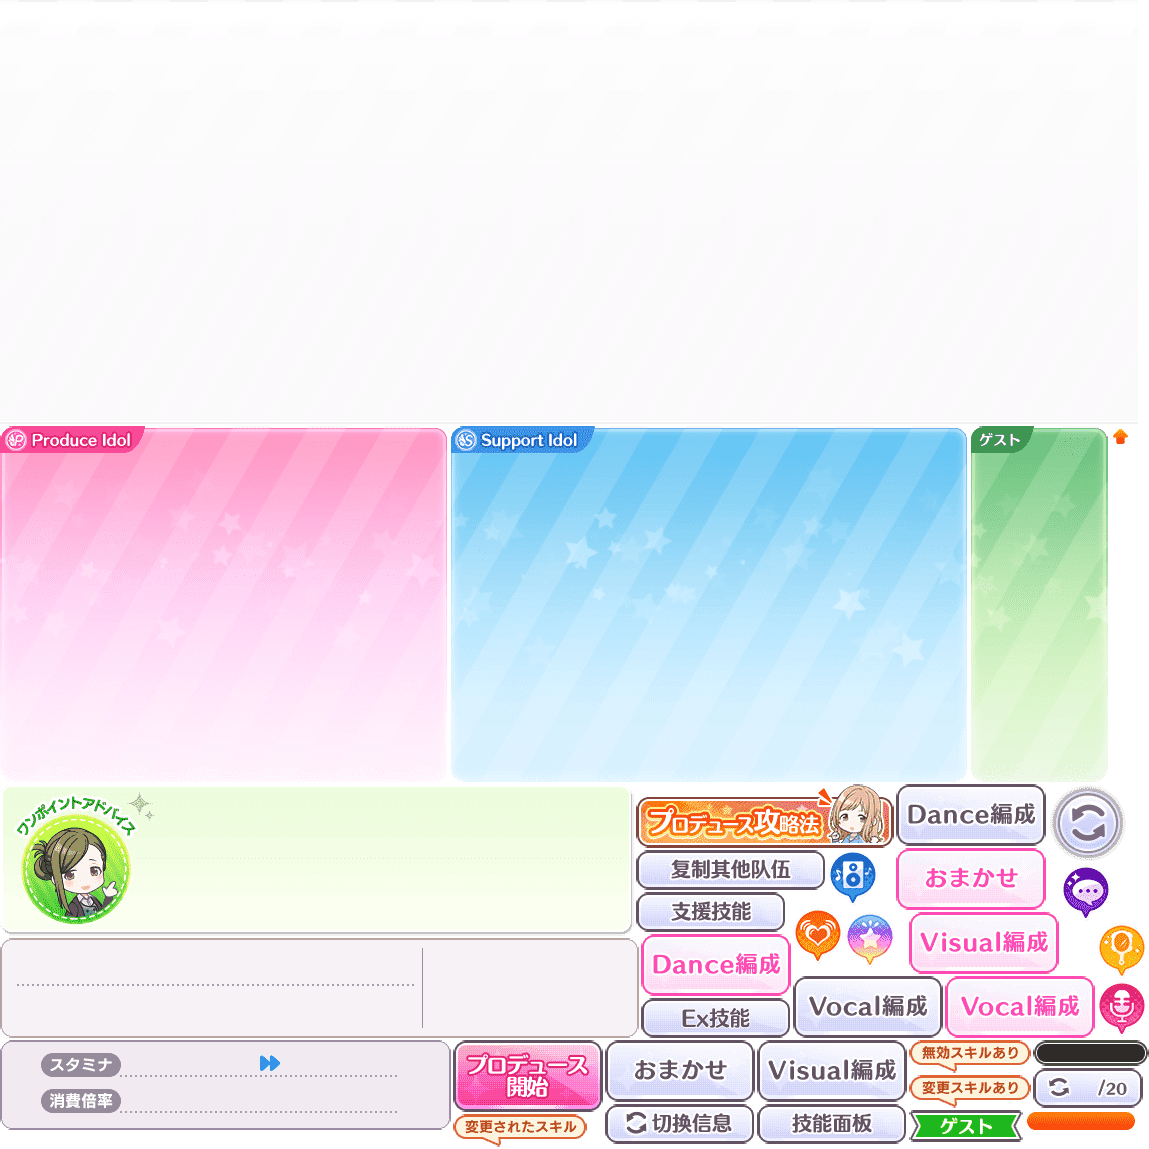 Produce Idol
Support Idol
ゲスト
ワンポイントアドバイス
プロデュース攻略法
Dance編成
复制其他队伍
おまかせ
支援技能
Visual編成
Dance編成
Vocal編成
Vocal編成
Ex技能
スタミナ
消費倍率
プロデュース
開始
おまかせ
Visual編成
無効スキルあり
変更スキルあり
/20
変更されたスキル
切换信息
技能面板
ゲスト